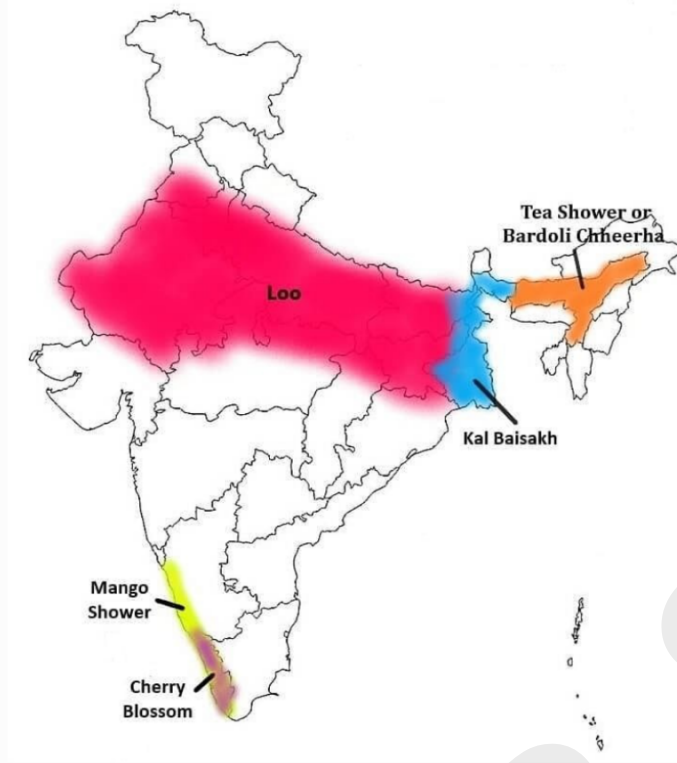 Tea Shower or
Bardoli Chheerha
Loo
Kal Baisakh
Mango
Shower
Cherry
Blossom